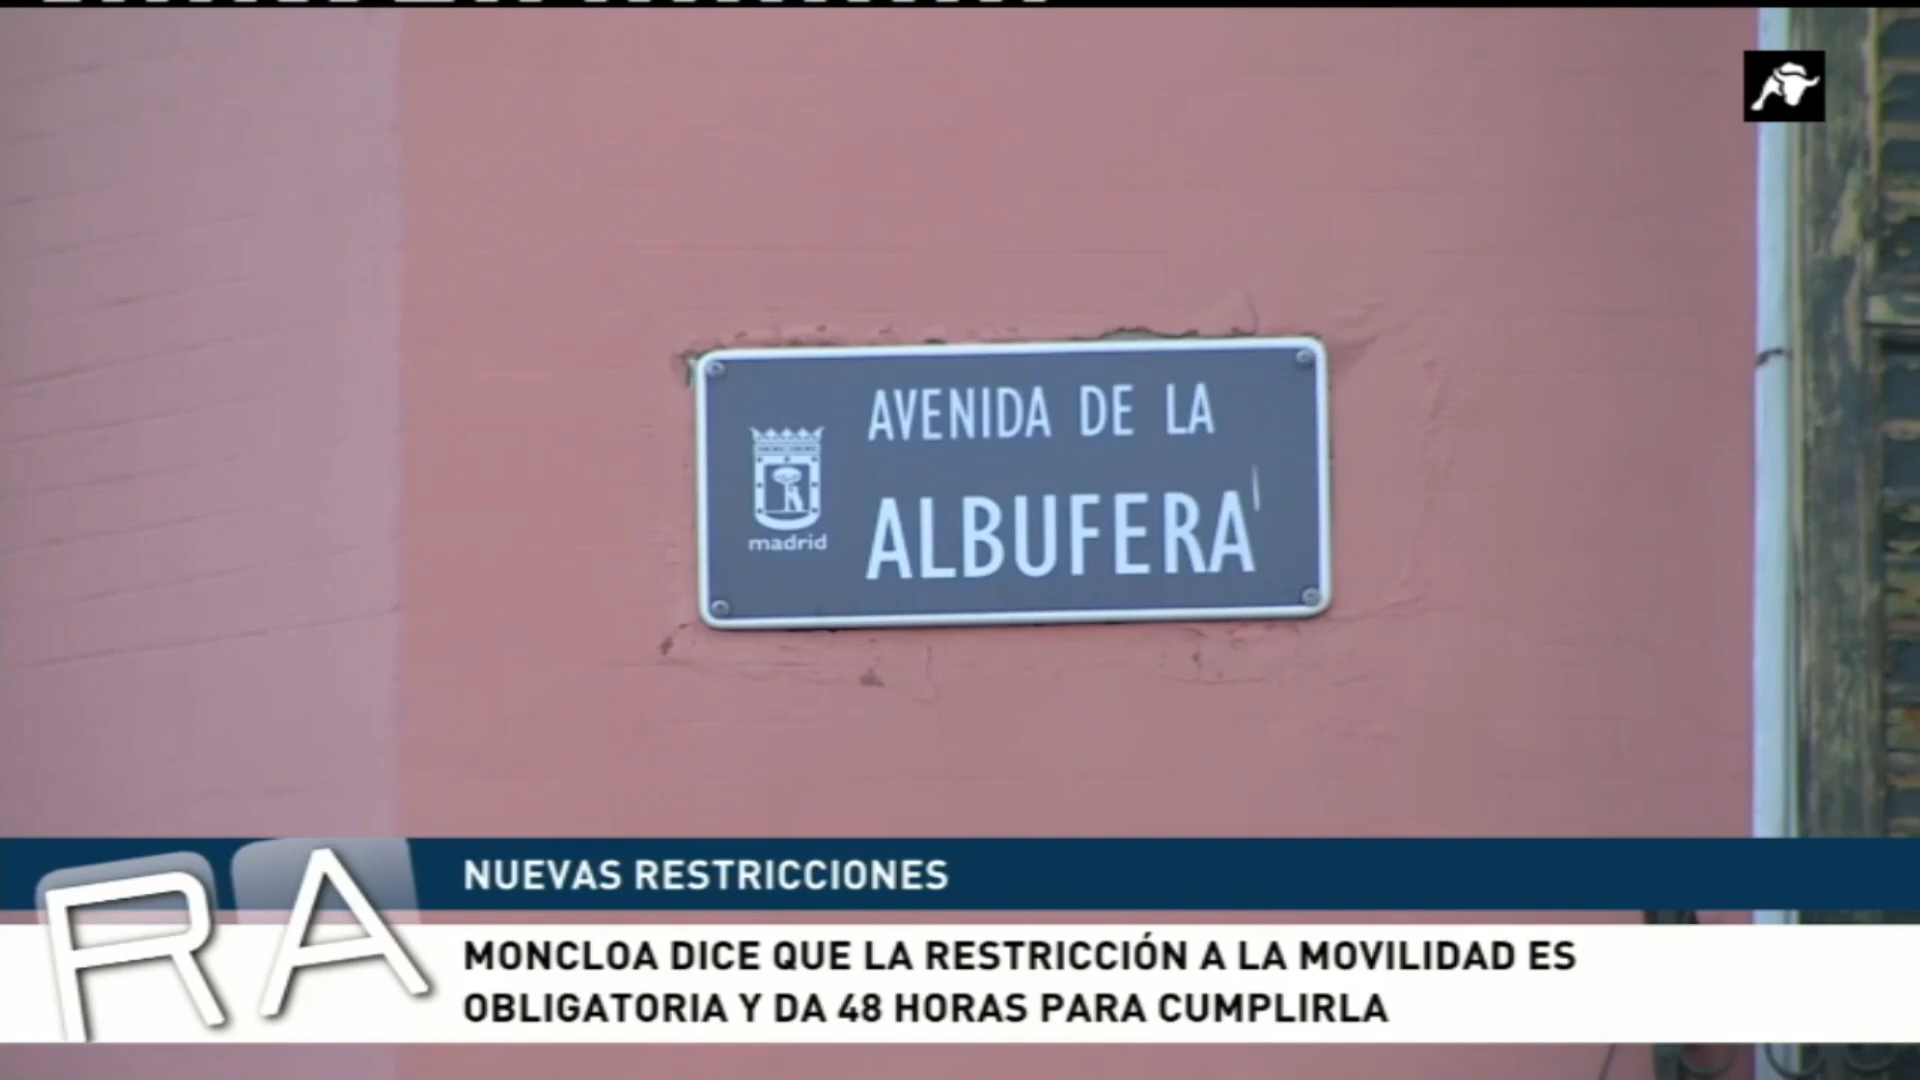 AVENIDA DE LA
ALBUFERA
madrid
NUEVAS RESTRICCIONES
RA
MONCLOA DICE QUE LA RESTRICCIÓN A LA MOVILIDAD ES
OBLIGATORIA Y DA 48 HORAS PARA CUMPLIRLA